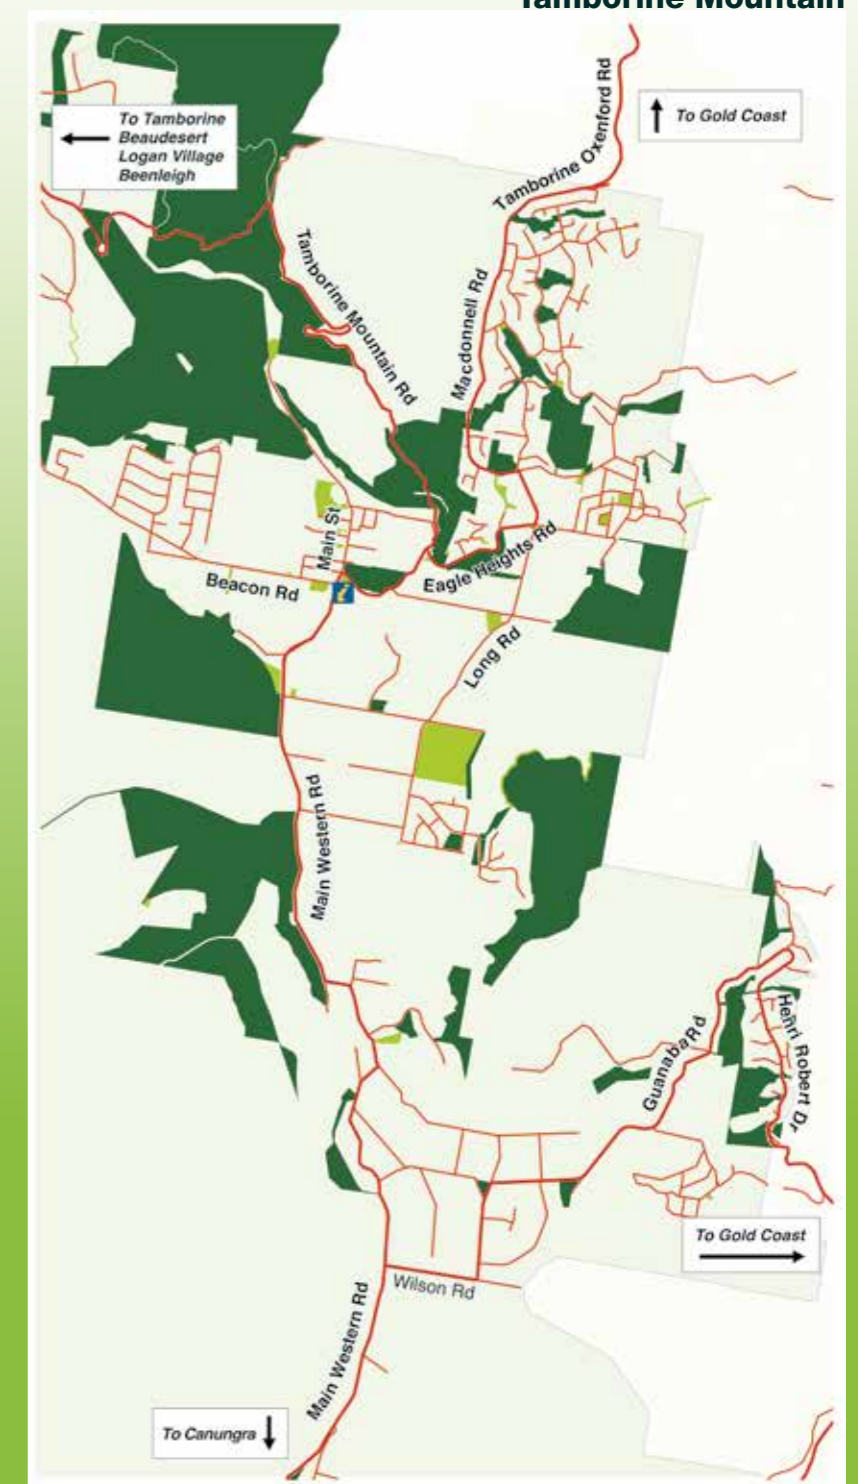 Tamborine Mountain
Tamborine Oxenford Rd
To Gold Coast
To Tamborine
Beaudesert
Logan Village
Beenleigh
Tamborine Mountain Rd
Macdonnell Rd
Main St
Eagle Heights Rd
Beacon Rd
i
Long Rd
Main Western Rd
Guanaba Rd
Henri Robert Dr
To Gold Coast
Wilson Rd
Main Western Rd
To Canungra